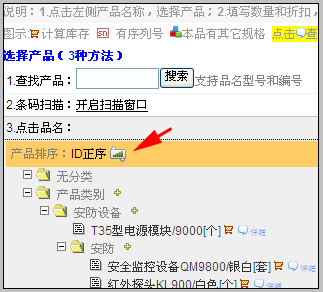 说明：1.点击左侧产品名称，选择产品；2.填写数量和折扣，
图示: 计算库存 sn 有序列号 本品有其它规格 点击查
选择产品（3种方法）
1.查找产品： 搜索 支持品名型号和编号
2.条码扫描：开启扫描窗口
3.点击品名：
产品排序：ID正序
无分类
产品类别
安防设备
T35型电源模块/9000[个] 详细
安防
安全监控设备QM9800/银白[套] 详细
红外探头KL900/白色[个] 详细